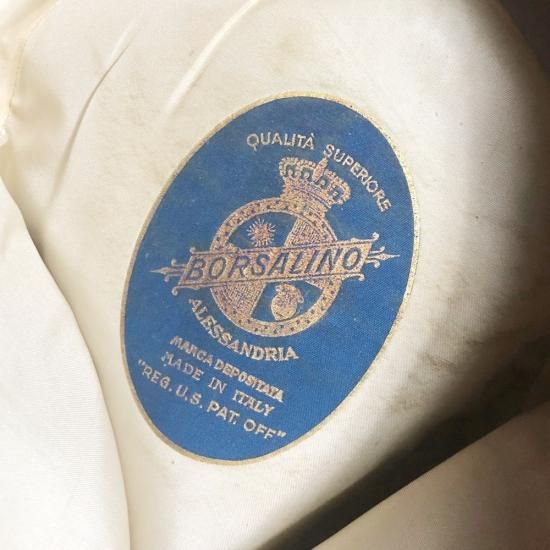 QUALITÀ SUPERIORE
BORSALINO
ALESSANDRIA
MARCA DEPOSITATA
MADE IN ITALY
"REG. U.S. PAT. OFF"